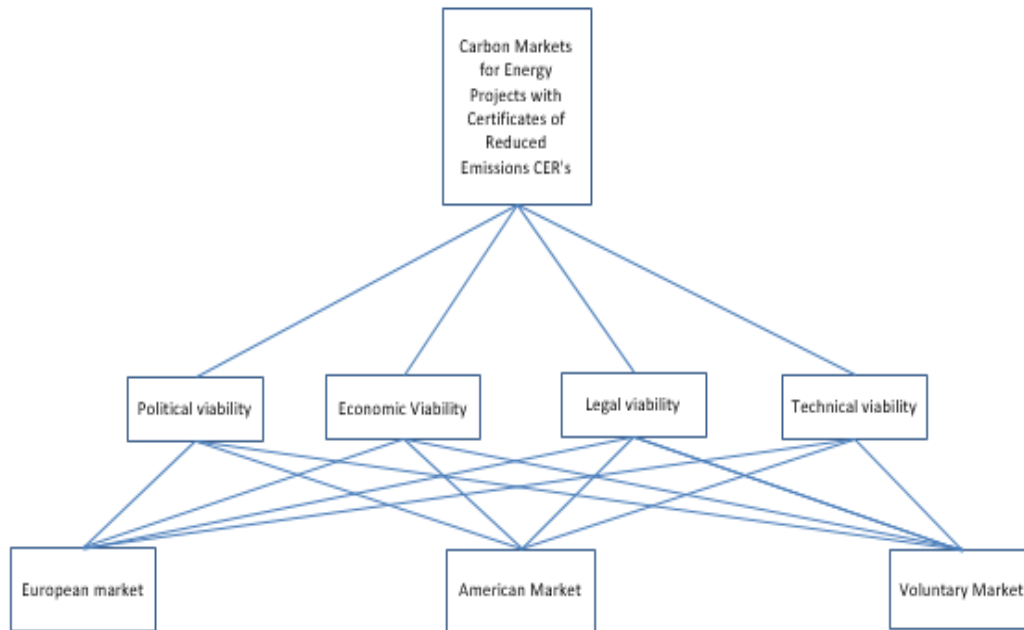 Carbon Markets
for Energy
Projects with
Certificates of
Reduced
Emissions CER's
Political viability
Economic Viability
Legal viability
Technical viability
European market
American Market
Voluntary Market